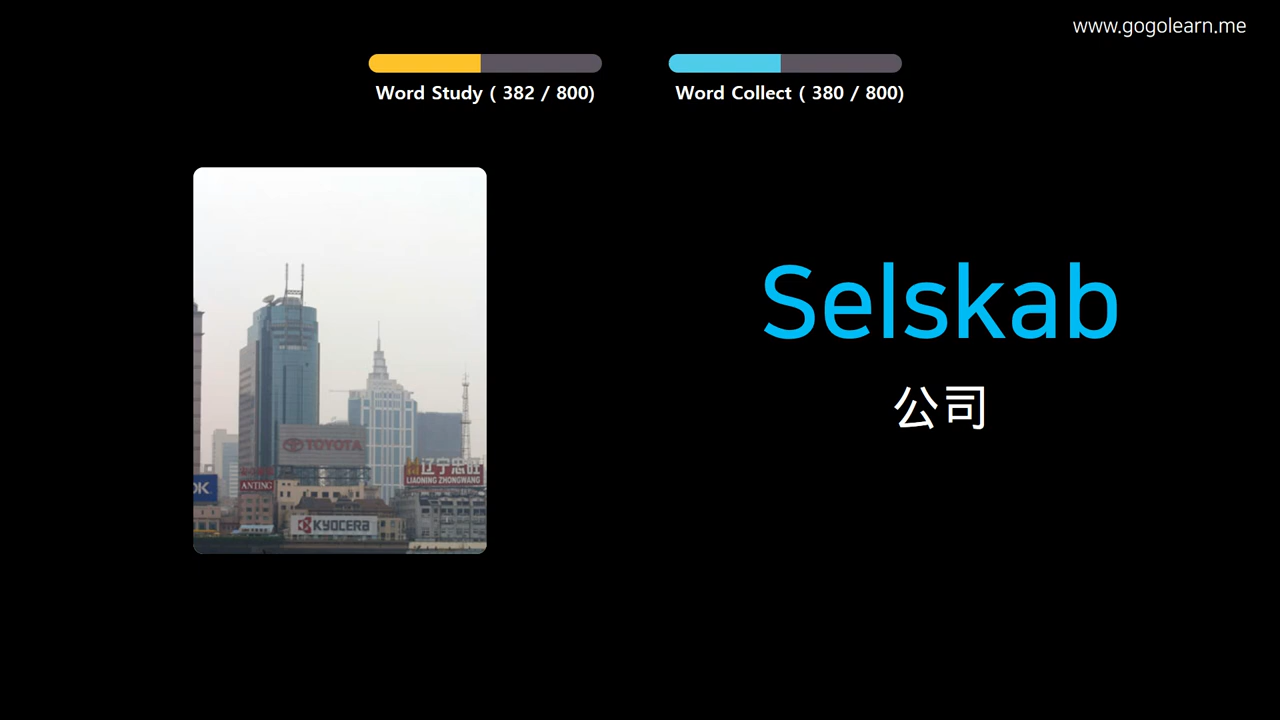 www.gogolearn.me
Word Study ( 382 / 800)
Word Collect ( 380 / 800)
Selskab
公司
TOYOTA
辽宁忠旺
LIAONING ZHONGWANG
OK
ANTING
KYOCERA